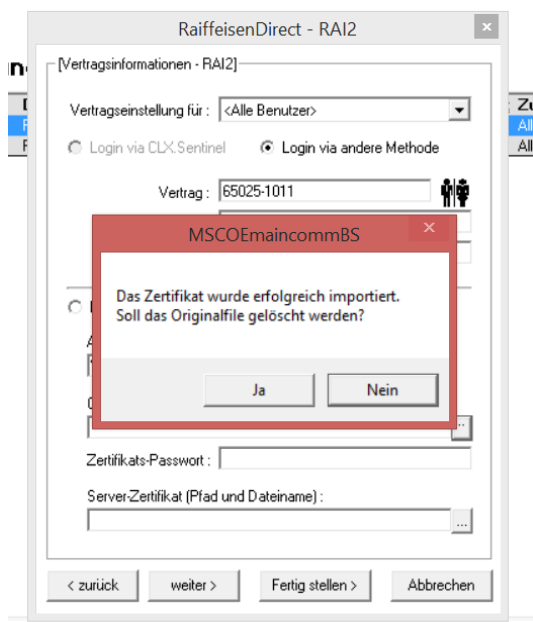 RaiffeisenDirect - RAI2
[Vertragsinformationen - RAI2]
Vertragseinstellung für : <Alle Benutzer>
Login via CLX.Sentinel Login via andere Methode
Vertrag : 65025-1011
MSCOEmaincommBS
Das Zertifikat wurde erfolgreich importiert.
Soll das Originalfile gelöscht werden?
Ja Nein
Zertifikats-Passwort :
Server-Zertifikat (Pfad und Dateiname) :
...
< zurück weiter > Fertig stellen > Abbrechen